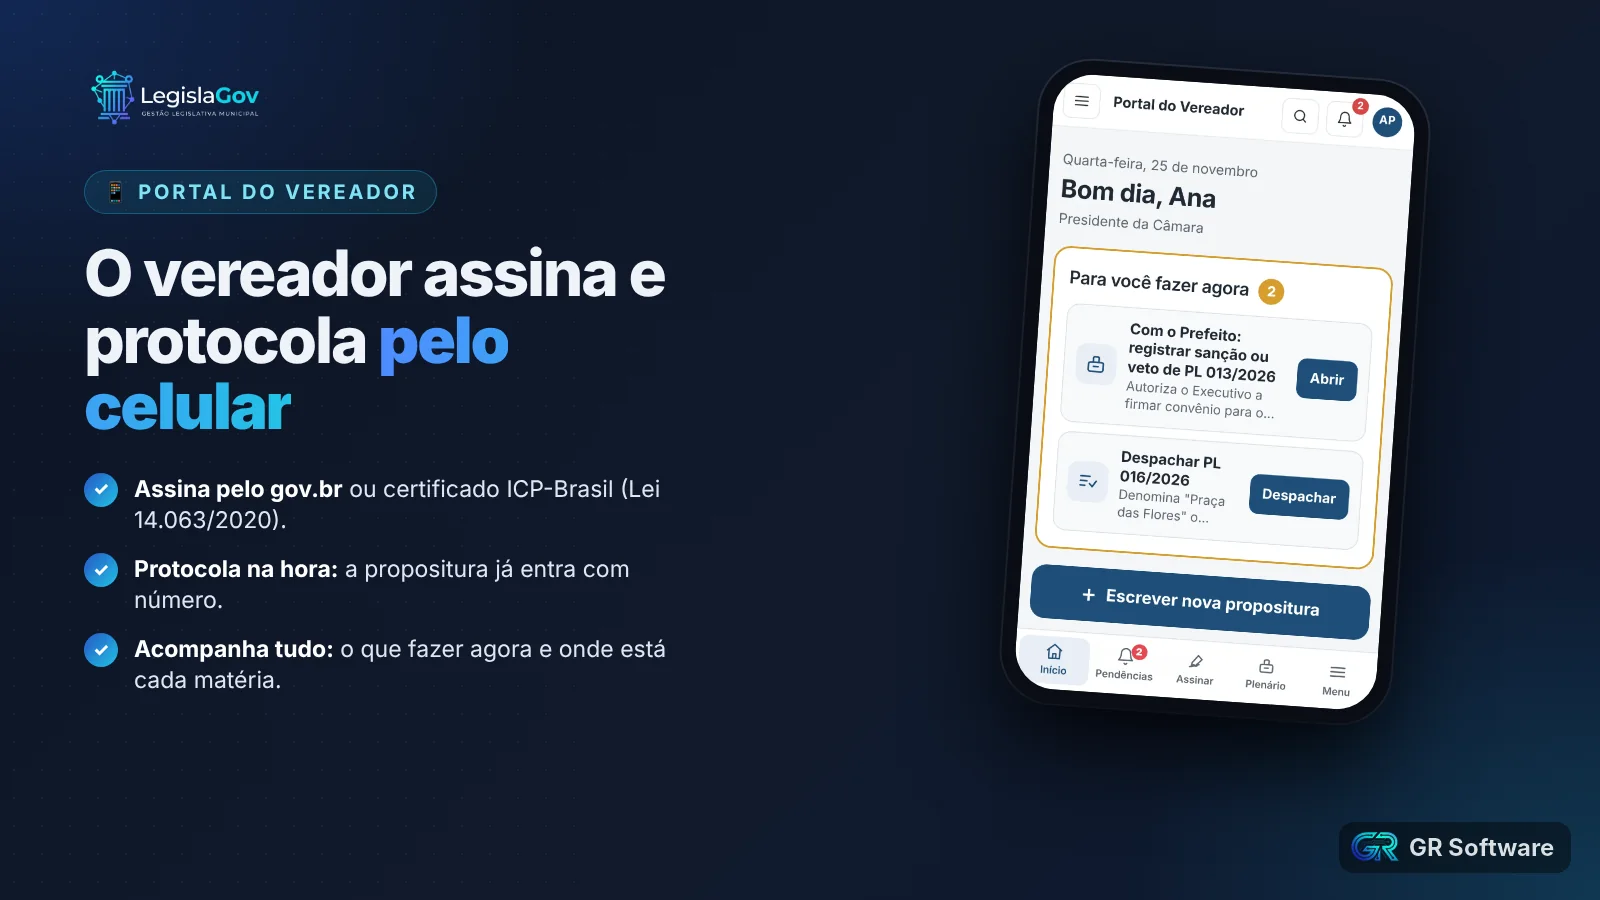 LegislaGov
GESTÃO LEGISLATIVA MUNICIPAL
PORTAL DO VEREADOR
O vereador assina e
protocola pelo
celular
Assina pelo gov.br ou certificado ICP-Brasil (Lei
14.063/2020).
Protocola na hora: a propositura já entra com
número.
Acompanha tudo: o que fazer agora e onde está
cada matéria.
Portal do Vereador
2
AP
Quarta-feira, 25 de novembro
Bom dia, Ana
Presidente da Câmara
Para você fazer agora 2
Com o Prefeito:
registrar sanção ou
veto de PL 013/2026
Autoriza o Executivo a
firmar convênio para o...
Abrir
Despachar PL
016/2026
Denomina "Praça
das Flores" o...
Despachar
+ Escrever nova propositura
Início
2
Pendências
Assinar
Plenário
Menu
GR GR Software